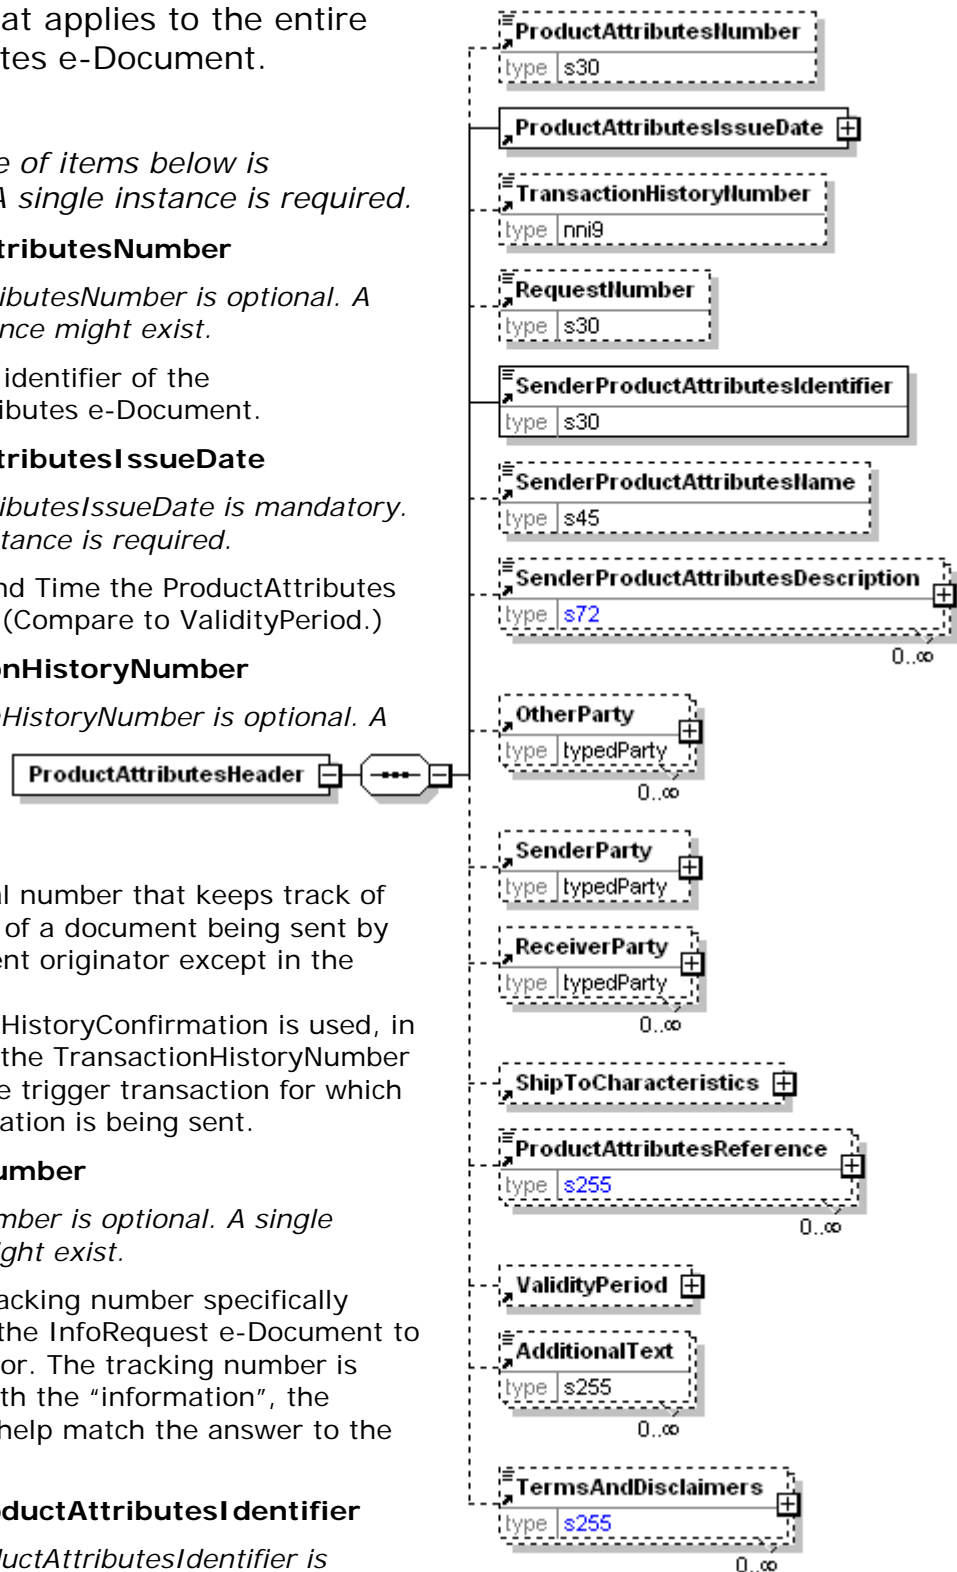 at applies to the entire
tes e-Document.
e of items below is
A single instance is required.
tributesNumber
ributesNumber is optional. A
nce might exist.
identifier of the
ributes e-Document.
tributesIssueDate
ributesIssueDate is mandatory.
stance is required.
nd Time the ProductAttributes
(Compare to ValidityPeriod.)
onHistoryNumber
nHistoryNumber is optional. A
ProductAttributesHeader
al number that keeps track of
of a document being sent by
ent originator except in the
HistoryConfirmation is used, in
the TransactionHistoryNumber
e trigger transaction for which
ation is being sent.
umber
mber is optional. A single
ight exist.
acking number specifically
the InfoRequest e-Document to
or. The tracking number is
th the “information”, the
help match the answer to the
oductAttributesIdentifier
ductAttributesIdentifier is
ProductAttributesNumber
type s30
ProductAttributesIssueDate
TransactionHistoryNumber
type nni9
RequestNumber
type s30
SenderProductAttributesIdentifier
type s30
SenderProductAttributesName
type s45
SenderProductAttributesDescription
type s72
0..∞
OtherParty
type typedParty
0..∞
SenderParty
type typedParty
ReceiverParty
type typedParty
0..∞
ShipToCharacteristics
ProductAttributesReference
type s255
0..∞
ValidityPeriod
AdditionalText
type s255
0..∞
TermsAndDisclaimers
type s255
0..∞